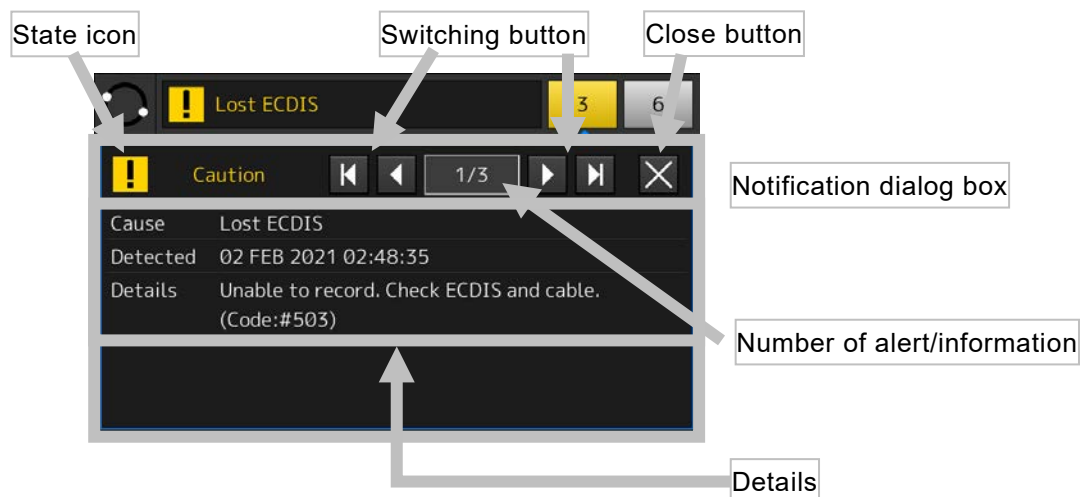 State icon
Switching button
Close button
Lost ECDIS
3
6
Caution
1/3
Notification dialog box
Cause Lost ECDIS
Detected 02 FEB 2021 02:48:35
Details Unable to record. Check ECDIS and cable.
(Code:#503)
Number of alert/information
Details